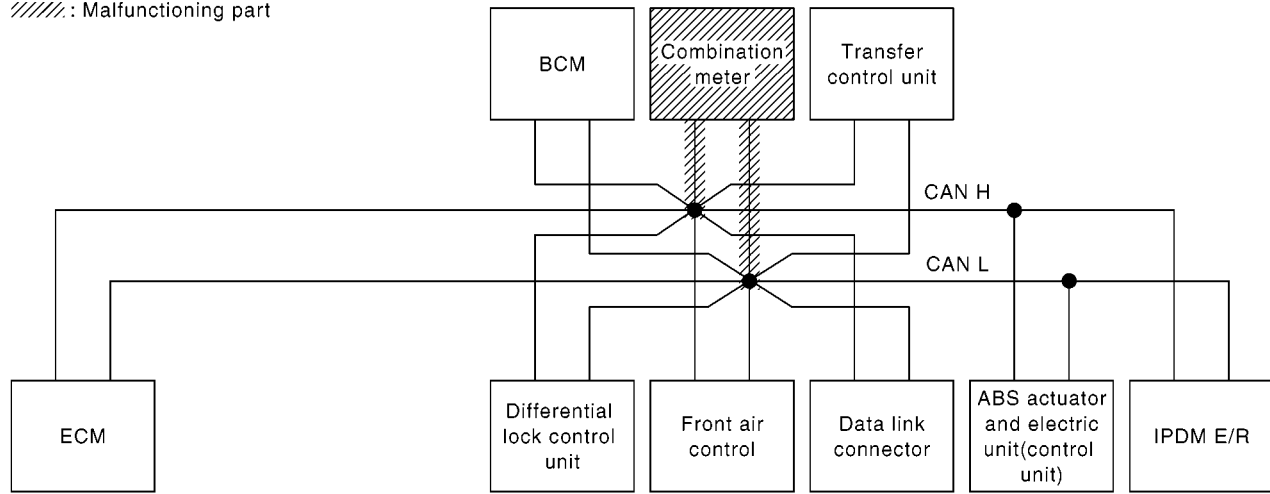 : Malfunctioning part
BCM
Combination
meter
Transfer
control unit
CAN H
CAN L
ECM
Differential
lock control
unit
Front air
control
Data link
connector
ABS actuator
and electric
unit(control
unit)
IPDM E/R